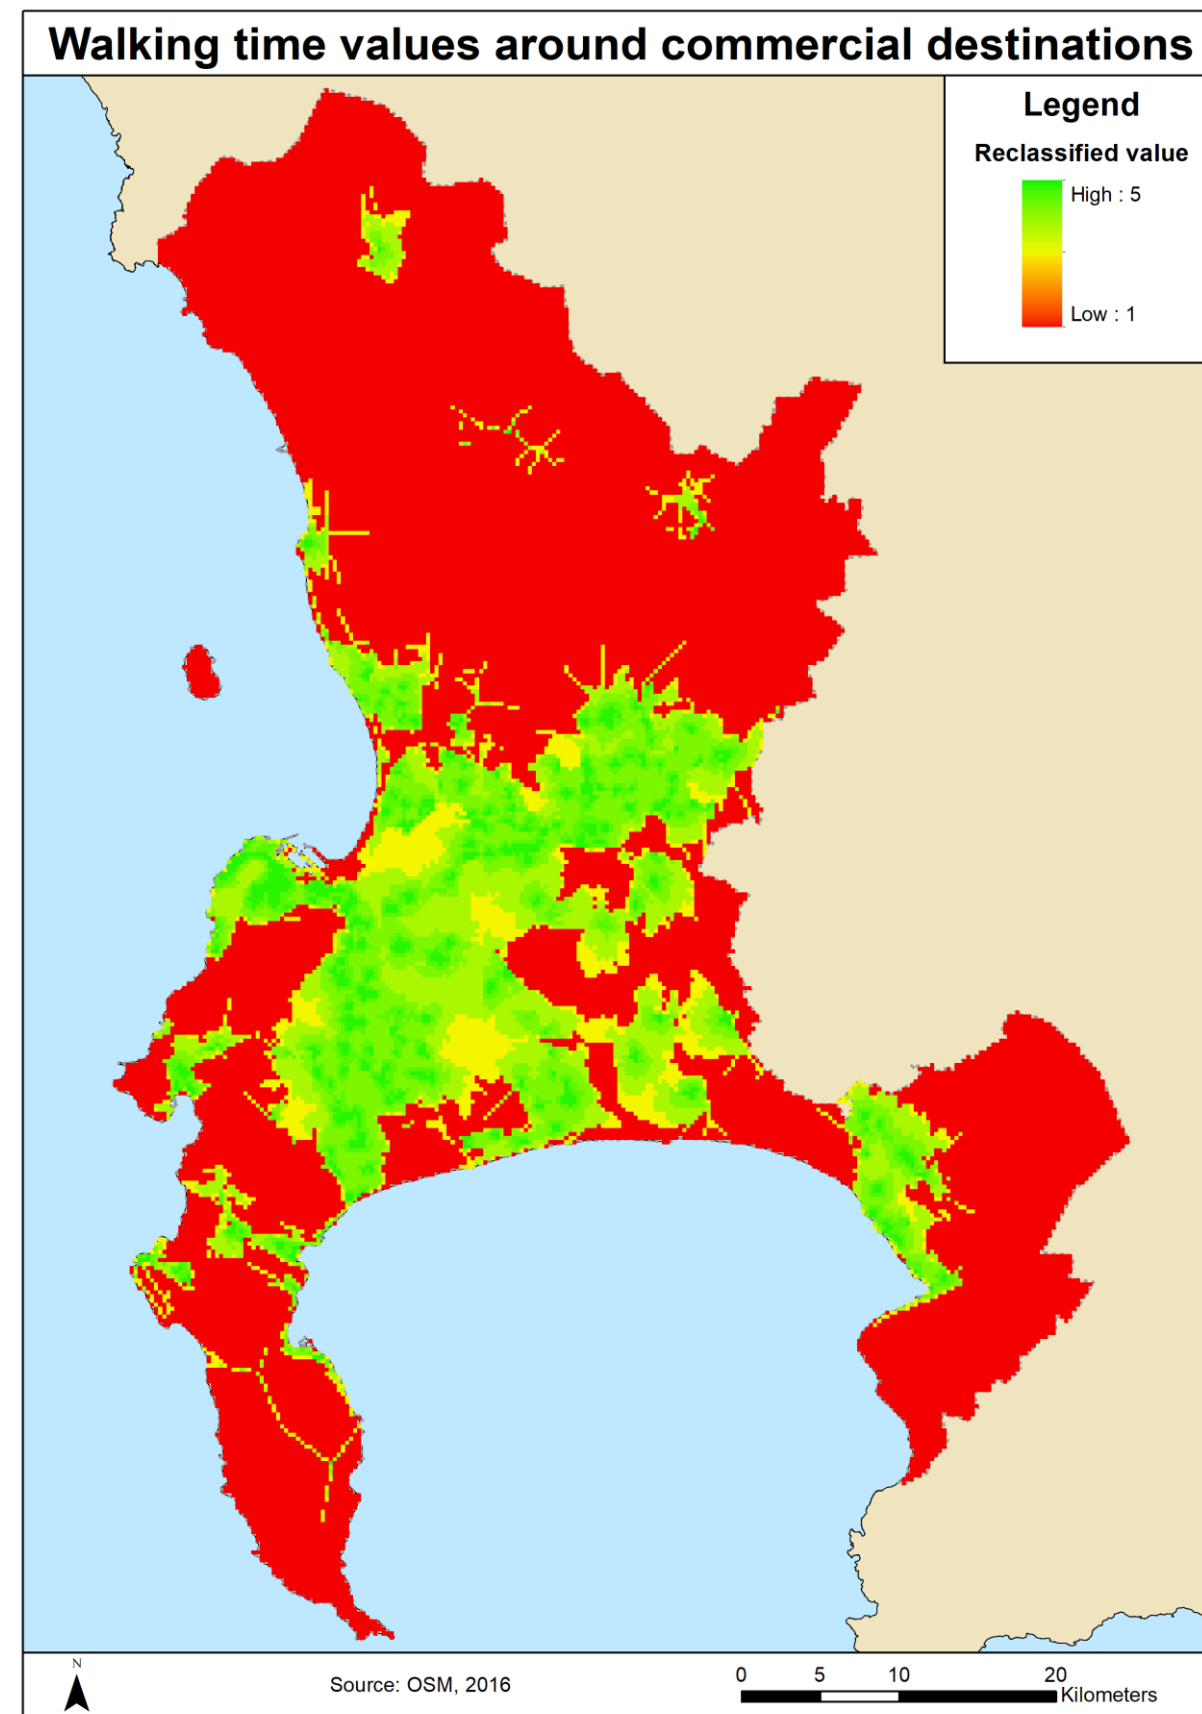 Walking time values around commercial destinations
Legend
Reclassified value
High : 5
Low : 1
N
Source: OSM, 2016
0 5 10 20
Kilometers